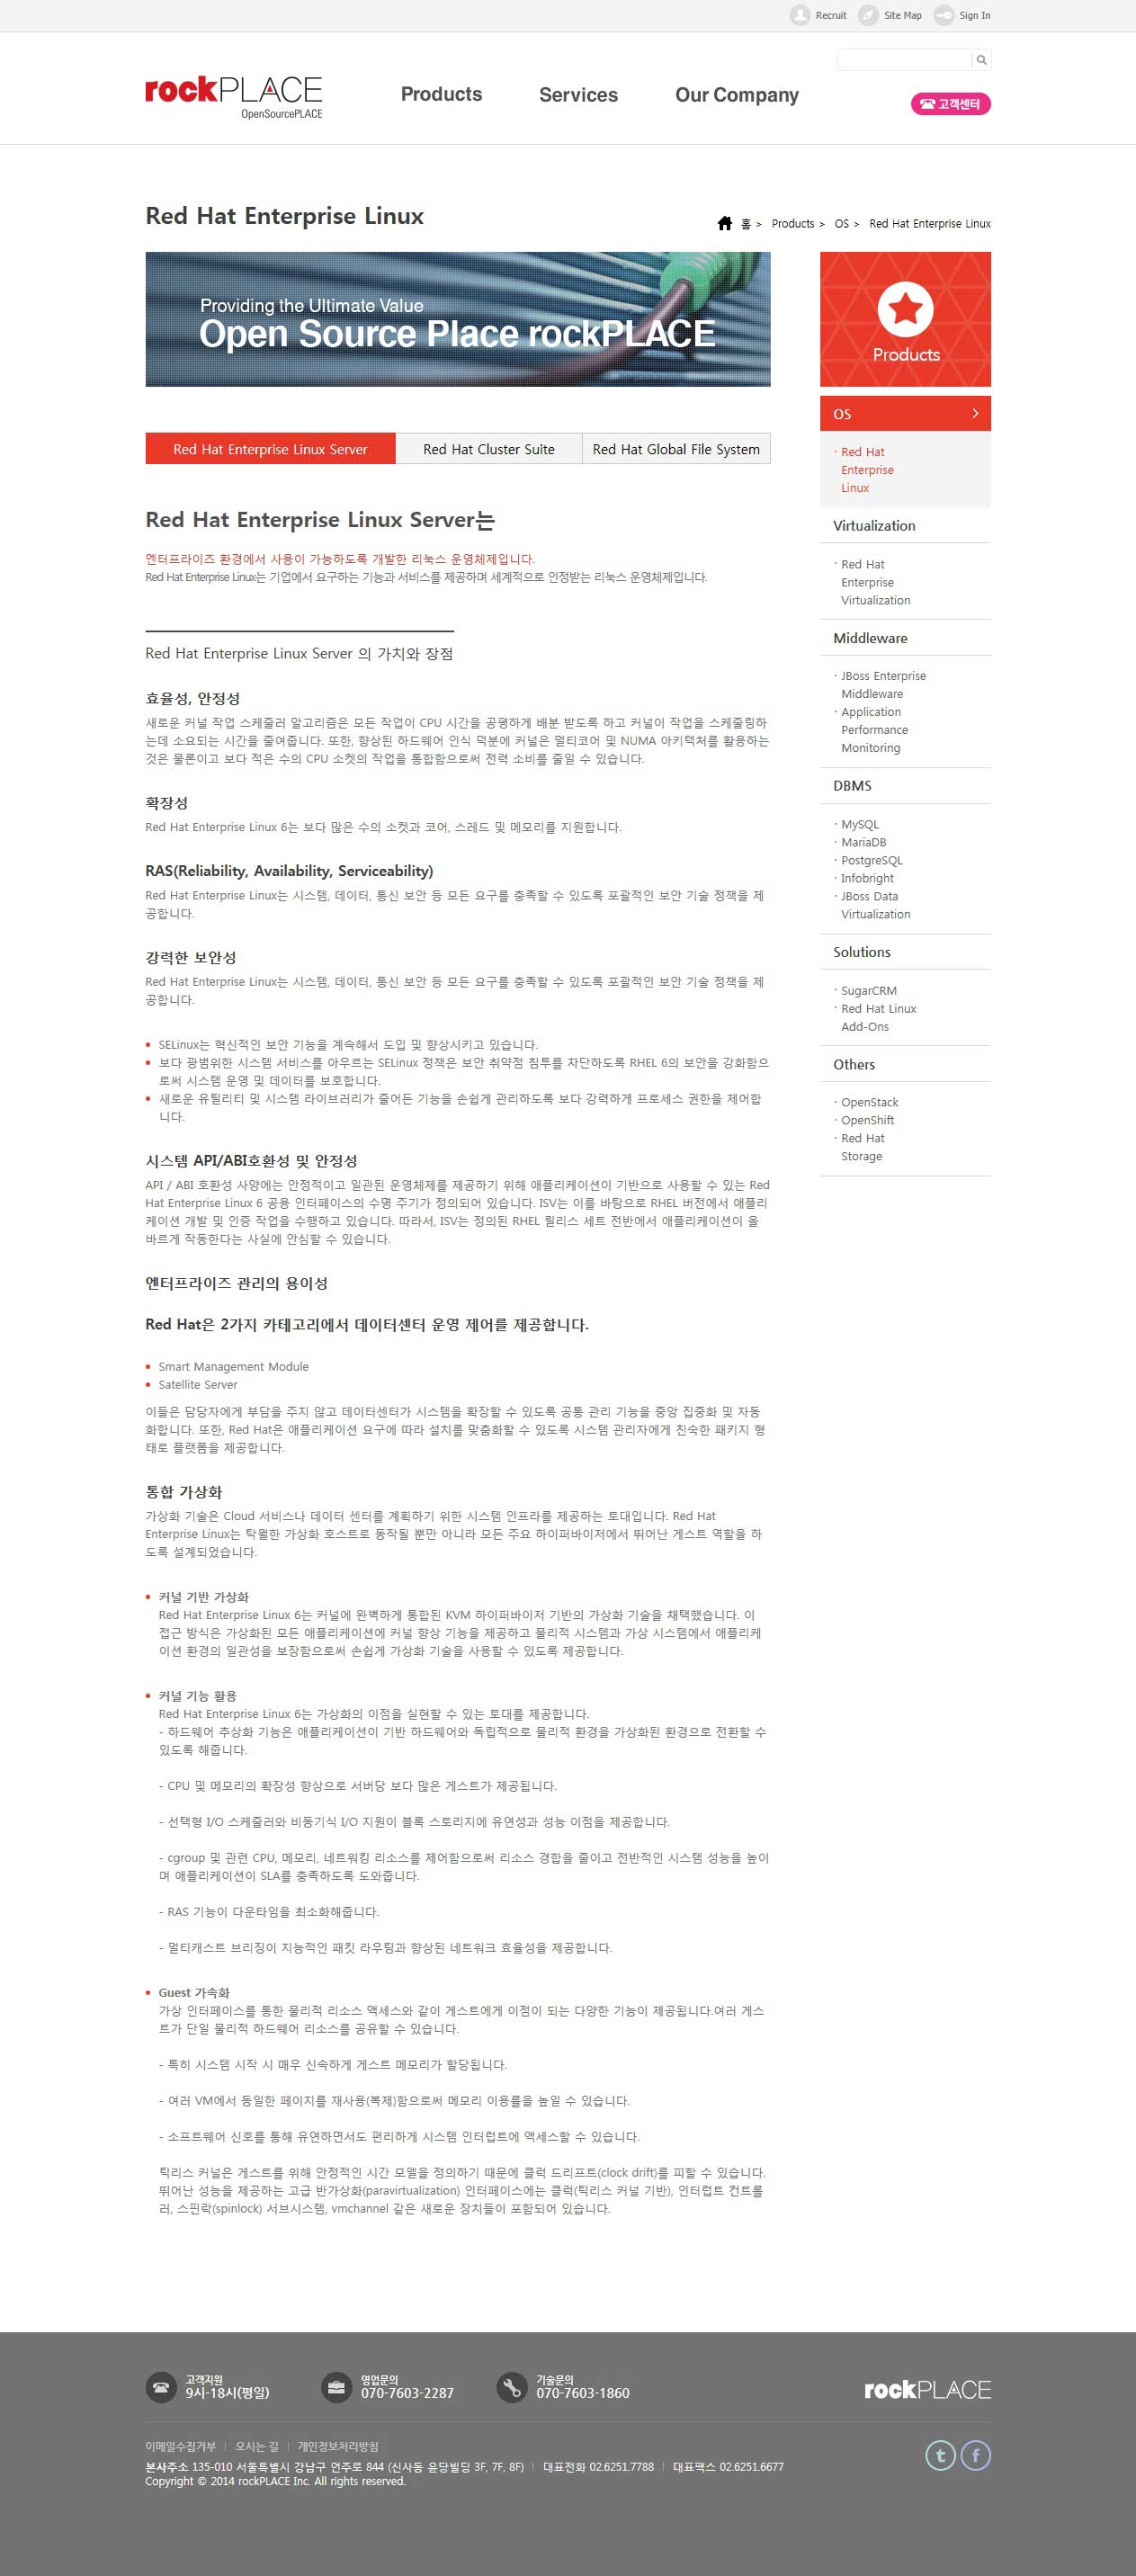 Recruit
Site Map
Sign In
rockPLACE
OpenSourcePLACE
Products
Services
Our Company
고객센터
Red Hat Enterprise Linux
홈 > Products > OS > Red Hat Enterprise Linux
Providing the Ultimate Value
Open Source Place rockPLACE
Red Hat Enterprise Linux Server
Red Hat Cluster Suite
Red Hat Global File System
Red Hat Enterprise Linux Server는
엔터프라이즈 환경에서 사용이 가능하도록 개발한 리눅스 운영체제입니다.
Red Hat Enterprise Linux는 기업에서 요구하는 기능과 서비스를 제공하며 세계적으로 인정받는 리눅스 운영체제입니다.
Red Hat Enterprise Linux Server 의 가치와 장점
효율성, 안정성
새로운 커널 작업 스케줄러 알고리즘은 모든 작업이 CPU 시간을 공평하게 배분 받도록 하고 커널이 작업을 스케줄링하
는데 소요되는 시간을 줄여줍니다. 또한, 향상된 하드웨어 인식 덕분에 커널은 멀티코어 및 NUMA 아키텍처를 활용하는
것은 물론이고 보다 적은 수의 CPU 소켓의 작업을 통합함으로써 전력 소비를 줄일 수 있습니다.
확장성
Red Hat Enterprise Linux 6는 보다 많은 수의 소켓과 코어, 스레드 및 메모리를 지원합니다.
RAS(Reliability, Availability, Serviceability)
Red Hat Enterprise Linux는 시스템, 데이터, 통신 보안 등 모든 요구를 충족할 수 있도록 포괄적인 보안 기술 정책을 제
공합니다.
강력한 보안성
Red Hat Enterprise Linux는 시스템, 데이터, 통신 보안 등 모든 요구를 충족할 수 있도록 포괄적인 보안 기술 정책을 제
공합니다.
SELinux는 혁신적인 보안 기능을 계속해서 도입 및 향상시키고 있습니다.
보다 광범위한 시스템 서비스를 아우르는 SELinux 정책은 보안 취약점 침투를 차단하도록 RHEL 6의 보안을 강화함으
로써 시스템 운영 및 데이터를 보호합니다.
새로운 유틸리티 및 시스템 라이브러리가 줄어든 기능을 손쉽게 관리하도록 보다 강력하게 프로세스 권한을 제어합
니다.
시스템 API/ABI호환성 및 안정성
API / ABI 호환성 사양에는 안정적이고 일관된 운영체제를 제공하기 위해 애플리케이션이 기반으로 사용할 수 있는 Red
Hat Enterprise Linux 6 공용 인터페이스의 수명 주기가 정의되어 있습니다. ISV는 이를 바탕으로 RHEL 버전에서 애플리
케이션 개발 및 인증 작업을 수행하고 있습니다. 따라서, ISV는 정의된 RHEL 릴리스 세트 전반에서 애플리케이션이 올
바르게 작동한다는 사실에 안심할 수 있습니다.
엔터프라이즈 관리의 용이성
Red Hat은 2가지 카테고리에서 데이터센터 운영 제어를 제공합니다.
Smart Management Module
Satellite Server
이들은 담당자에게 부담을 주지 않고 데이터센터가 시스템을 확장할 수 있도록 공통 관리 기능을 중앙 집중화 및 자동
화합니다. 또한, Red Hat은 애플리케이션 요구에 따라 설치를 맞춤화할 수 있도록 시스템 관리자에게 친숙한 패키지 형
태로 플랫폼을 제공합니다.
통합 가상화
가상화 기술은 Cloud 서비스나 데이터 센터를 계획하기 위한 시스템 인프라를 제공하는 토대입니다. Red Hat
Enterprise Linux는 탁월한 가상화 호스트로 동작될 뿐만 아니라 모든 주요 하이퍼바이저에서 뛰어난 게스트 역할을 하
도록 설계되었습니다.
커널 기반 가상화
Red Hat Enterprise Linux 6는 커널에 완벽하게 통합된 KVM 하이퍼바이저 기반의 가상화 기술을 채택했습니다. 이
접근 방식은 가상화된 모든 애플리케이션에 커널 향상 기능을 제공하고 물리적 시스템과 가상 시스템에서 애플리케
이션 환경의 일관성을 보장함으로써 손쉽게 가상화 기술을 사용할 수 있도록 제공합니다.
커널 기능 활용
Red Hat Enterprise Linux 6는 가상화의 이점을 실현할 수 있는 토대를 제공합니다.
- 하드웨어 추상화 기능은 애플리케이션이 기반 하드웨어와 독립적으로 물리적 환경을 가상화된 환경으로 전환할 수
있도록 해줍니다.
- CPU 및 메모리의 확장성 향상으로 서버당 보다 많은 게스트가 제공됩니다.
- 선택형 I/O 스케줄러와 비동기식 I/O 지원이 블록 스토리지에 유연성과 성능 이점을 제공합니다.
- cgroup 및 관련 CPU, 메모리, 네트워킹 리소스를 제어함으로써 리소스 경합을 줄이고 전반적인 시스템 성능을 높이
며 애플리케이션이 SLA를 충족하도록 도와줍니다.
- RAS 기능이 다운타임을 최소화해줍니다.
- 멀티캐스트 브리징이 지능적인 패킷 라우팅과 향상된 네트워크 효율성을 제공합니다.
Guest 가속화
가상 인터페이스를 통한 물리적 리소스 액세스와 같이 게스트에게 이점이 되는 다양한 기능이 제공됩니다.여러 게스
트가 단일 물리적 하드웨어 리소스를 공유할 수 있습니다.
- 특히 시스템 시작 시 매우 신속하게 게스트 메모리가 할당됩니다.
- 여러 VM에서 동일한 페이지를 재사용(복제)함으로써 메모리 이용률을 높일 수 있습니다.
- 소프트웨어 신호를 통해 유연하면서도 편리하게 시스템 인터럽트에 액세스할 수 있습니다.
틱리스 커널은 게스트를 위해 안정적인 시간 모델을 정의하기 때문에 클럭 드리프트(clock drift)를 피할 수 있습니다.
뛰어난 성능을 제공하는 고급 반가상화(paravirtualization) 인터페이스에는 클럭(틱리스 커널 기반), 인터럽트 컨트롤
러, 스핀락(spinlock) 서브시스템, vmchannel 같은 새로운 장치들이 포함되어 있습니다.
Products
OS
· Red Hat
Enterprise
Linux
Virtualization
· Red Hat
Enterprise
Virtualization
Middleware
· JBoss Enterprise
Middleware
· Application
Performance
Monitoring
DBMS
· MySQL
· MariaDB
· PostgreSQL
· Infobright
· JBoss Data
Virtualization
Solutions
· SugarCRM
· Red Hat Linux
Add-Ons
Others
· OpenStack
· OpenShift
· Red Hat
Storage
고객지원
9시-18시(평일)
영업문의
070-7603-2287
기술문의
070-7603-1860
rockPLACE
이메일수집거부 | 오시는 길 | 개인정보처리방침
본사주소 135-010 서울특별시 강남구 언주로 844 (신사동 윤당빌딩 3F, 7F, 8F) | 대표전화 02.6251.7788 | 대표팩스 02.6251.6677
Copyright © 2014 rockPLACE Inc. All rights reserved.
t f